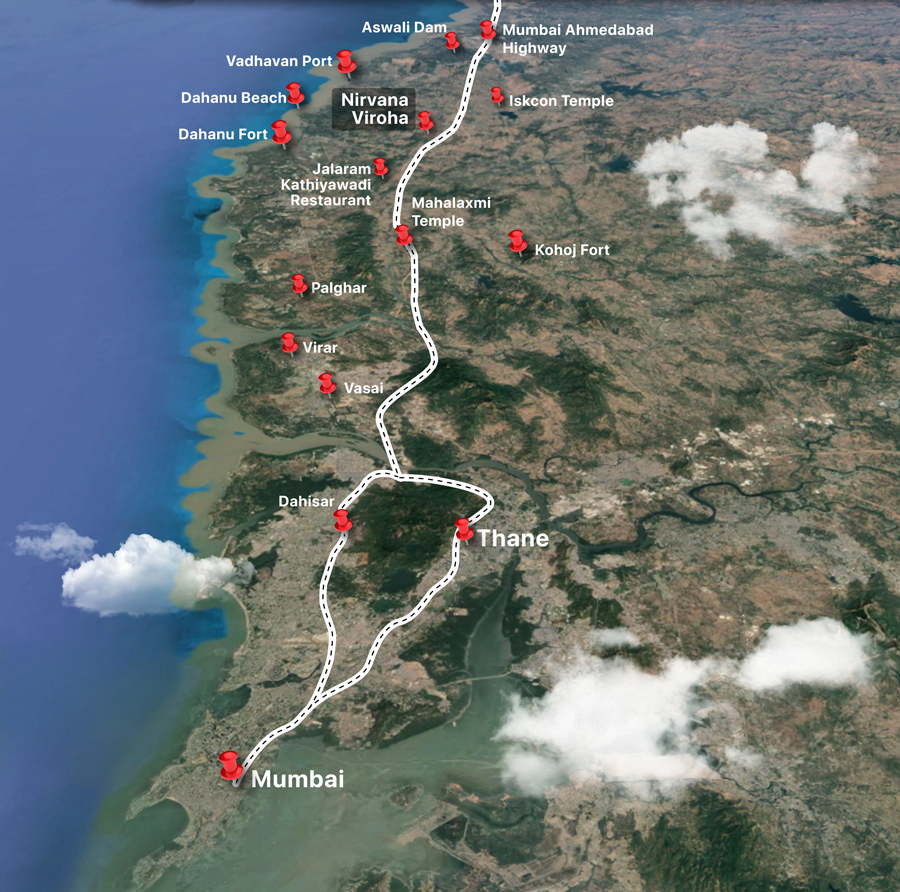 Aswali Dam
Mumbai Ahmedabad
Highway
Vadhavan Port
Dahanu Beach
Nirvana
Viroha
Iskcon Temple
Dahanu Fort
Jalaram
Kathiyawadi
Restaurant
Mahalaxmi
Temple
Kohoj Fort
Palghar
Virar
Vasai
Dahisar
Thane
Mumbai